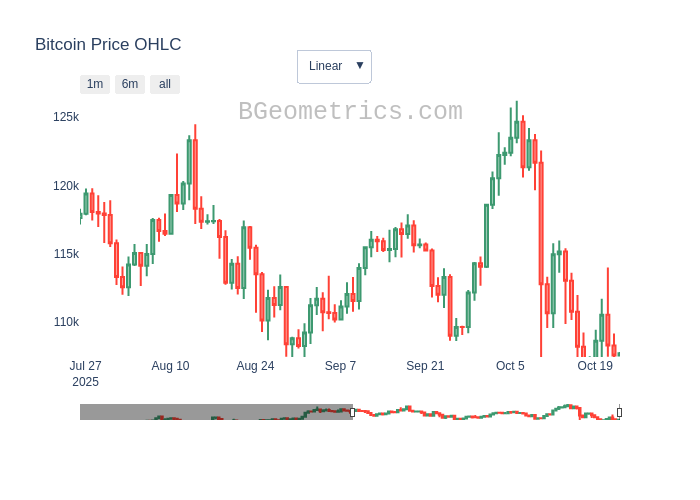 Bitcoin Price OHLC
Linear ▼
1m 6m all
BGeometrics.com
125k
120k
115k
110k
Jul 27 Aug 10 Aug 24 Sep 7 Sep 21 Oct 5 Oct 19
2025